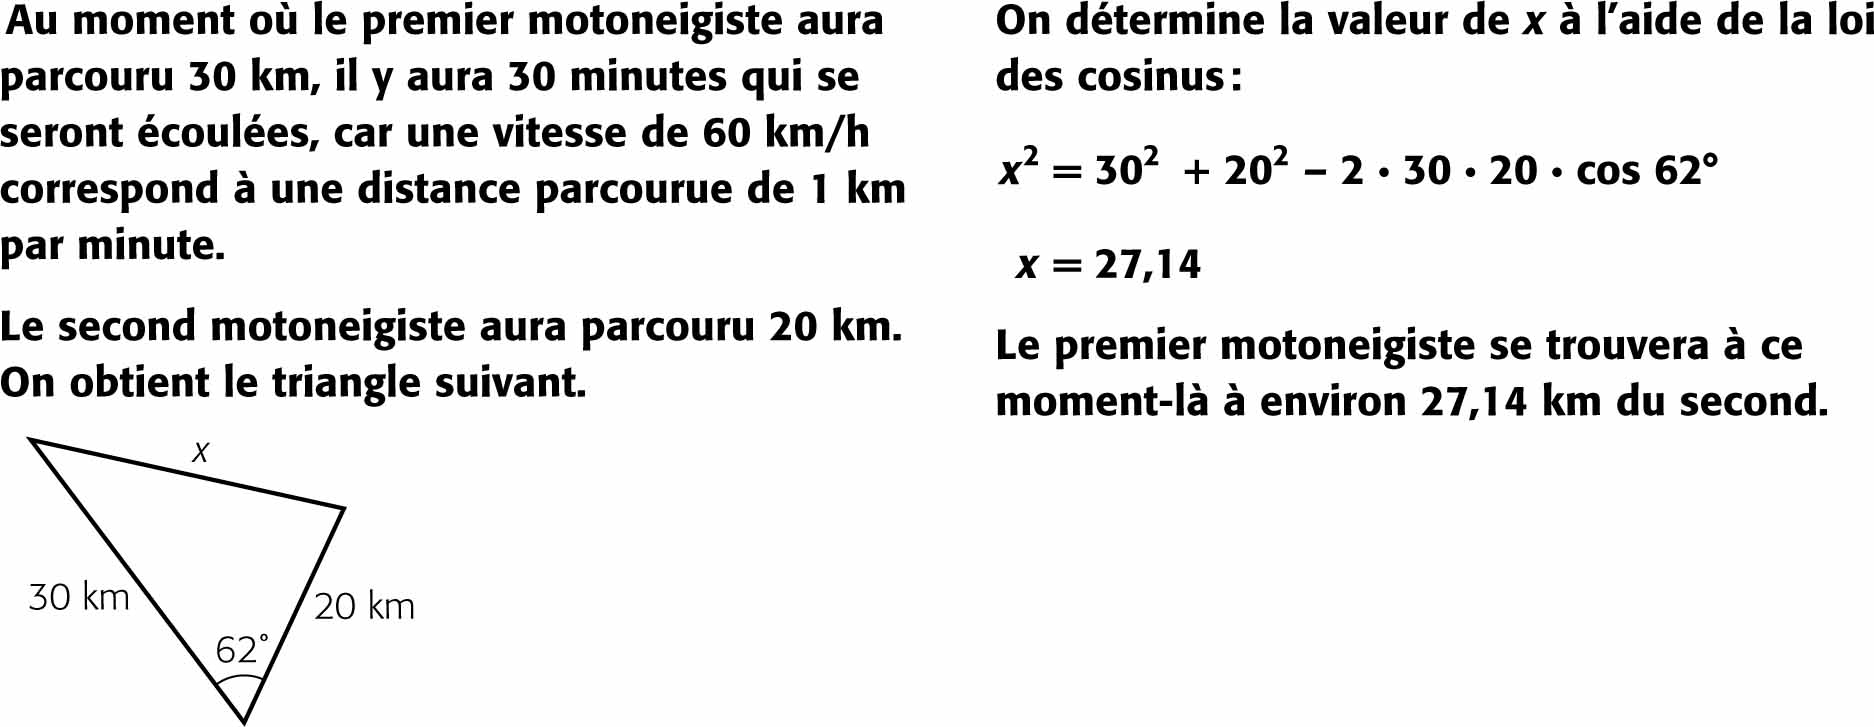 Au moment où le premier motoneigiste aura
parcouru 30 km, il y aura 30 minutes qui se
seront écoulées, car une vitesse de 60 km/h
correspond à une distance parcourue de 1 km
par minute.
Le second motoneigiste aura parcouru 20 km.
On obtient le triangle suivant.
x
30 km
20 km
62°
On détermine la valeur de x à l’aide de la loi
des cosinus :
x² = 30² + 20² – 2 • 30 • 20 • cos 62°
x = 27,14
Le premier motoneigiste se trouvera à ce
moment-là à environ 27,14 km du second.